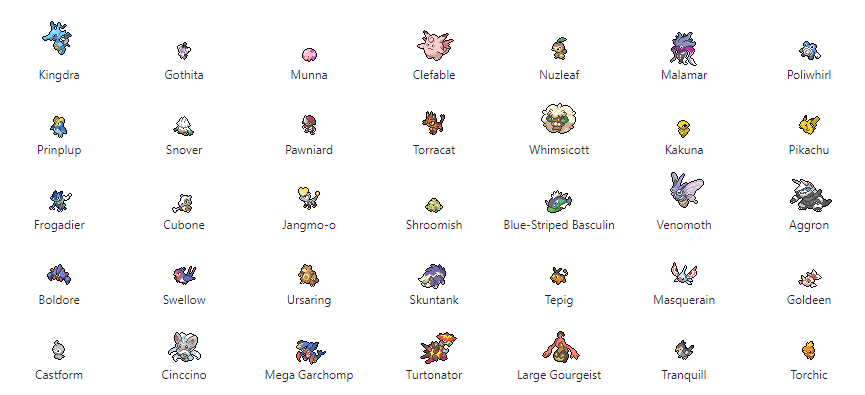 Kingdra Gothita Munna Clefable Nuzleaf Malamar Poliwhirl
Prinplup Snover Pawniard Torracat Whimsicott Kakuna Pikachu
Frogadier Cubone Jangmo-o Shroomish Blue-Striped Basculin Venomoth Aggron
Boldore Swellow Ursaring Skuntank Tepig Masquerain Goldeen
Castform Cinccino Mega Garchomp Turtonator Large Gourgeist Tranquill Torchic